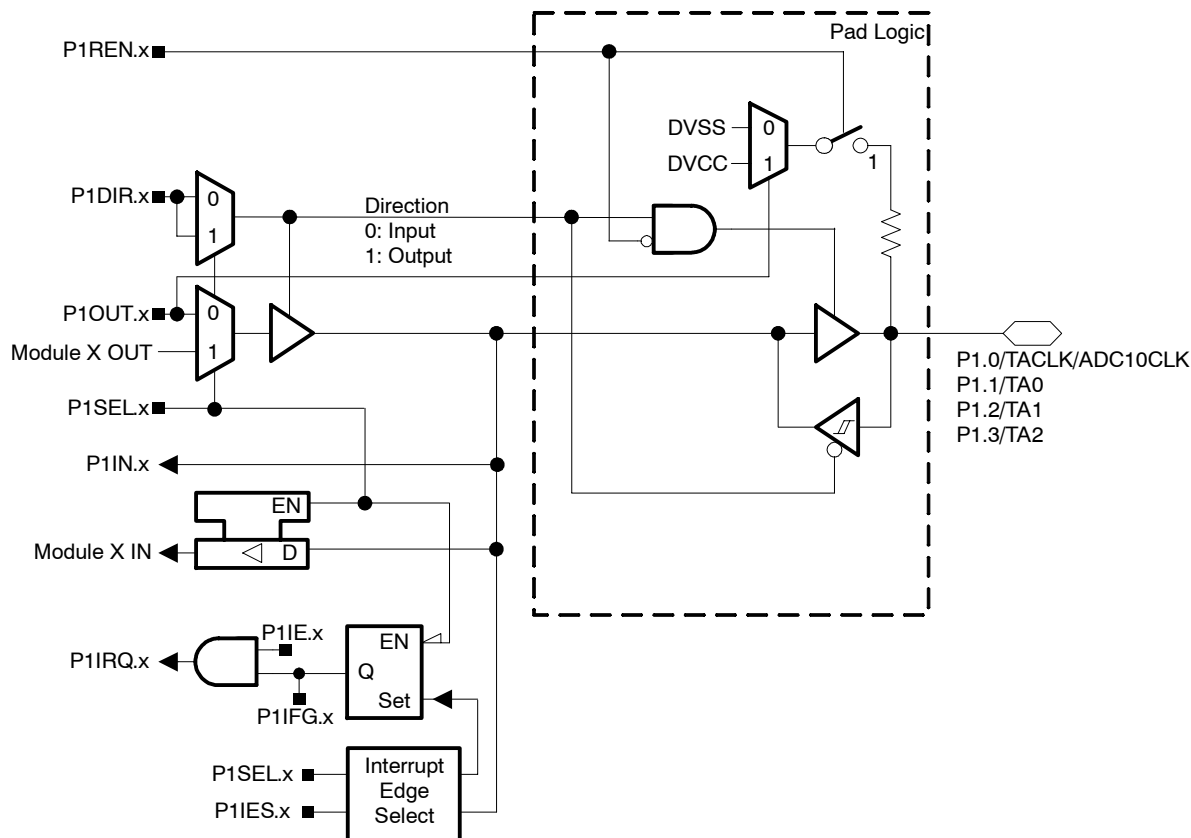 Pad Logic
P1REN.x
DVSS
0
DVCC
1
1
P1DIR.x
0
1
Direction
0: Input
1: Output
P1OUT.x
0
Module X OUT
1
P1.0/TACLK/ADC10CLK
P1.1/TA0
P1.2/TA1
P1.3/TA2
P1SEL.x
P1IN.x
EN
Module X IN
D
P1IE.x
EN
P1IRQ.x
Q
Set
P1IFG.x
P1SEL.x
Interrupt
Edge
Select
P1IES.x